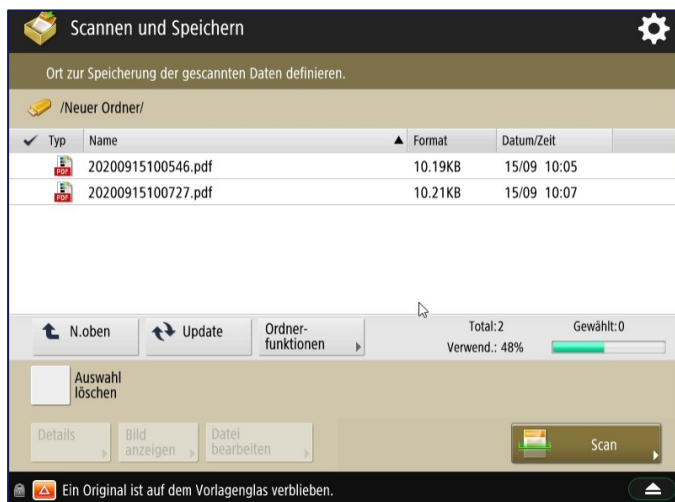 Scannen und Speichern
Ort zur Speicherung der gescannten Daten definieren.
/Neuer Ordner/
Typ Name Format Datum/Zeit
PDF 20200915100546.pdf 10.19KB 15/09 10:05
PDF 20200915100727.pdf 10.21KB 15/09 10:07
N.oben Update Ordner-
funktionen
Total:2 Gewählt:0
Verwend.: 48%
Auswahl
löschen
Details Bild
anzeigen Datei
bearbeiten
Scan
Ein Original ist auf dem Vorlagenglas verblieben.